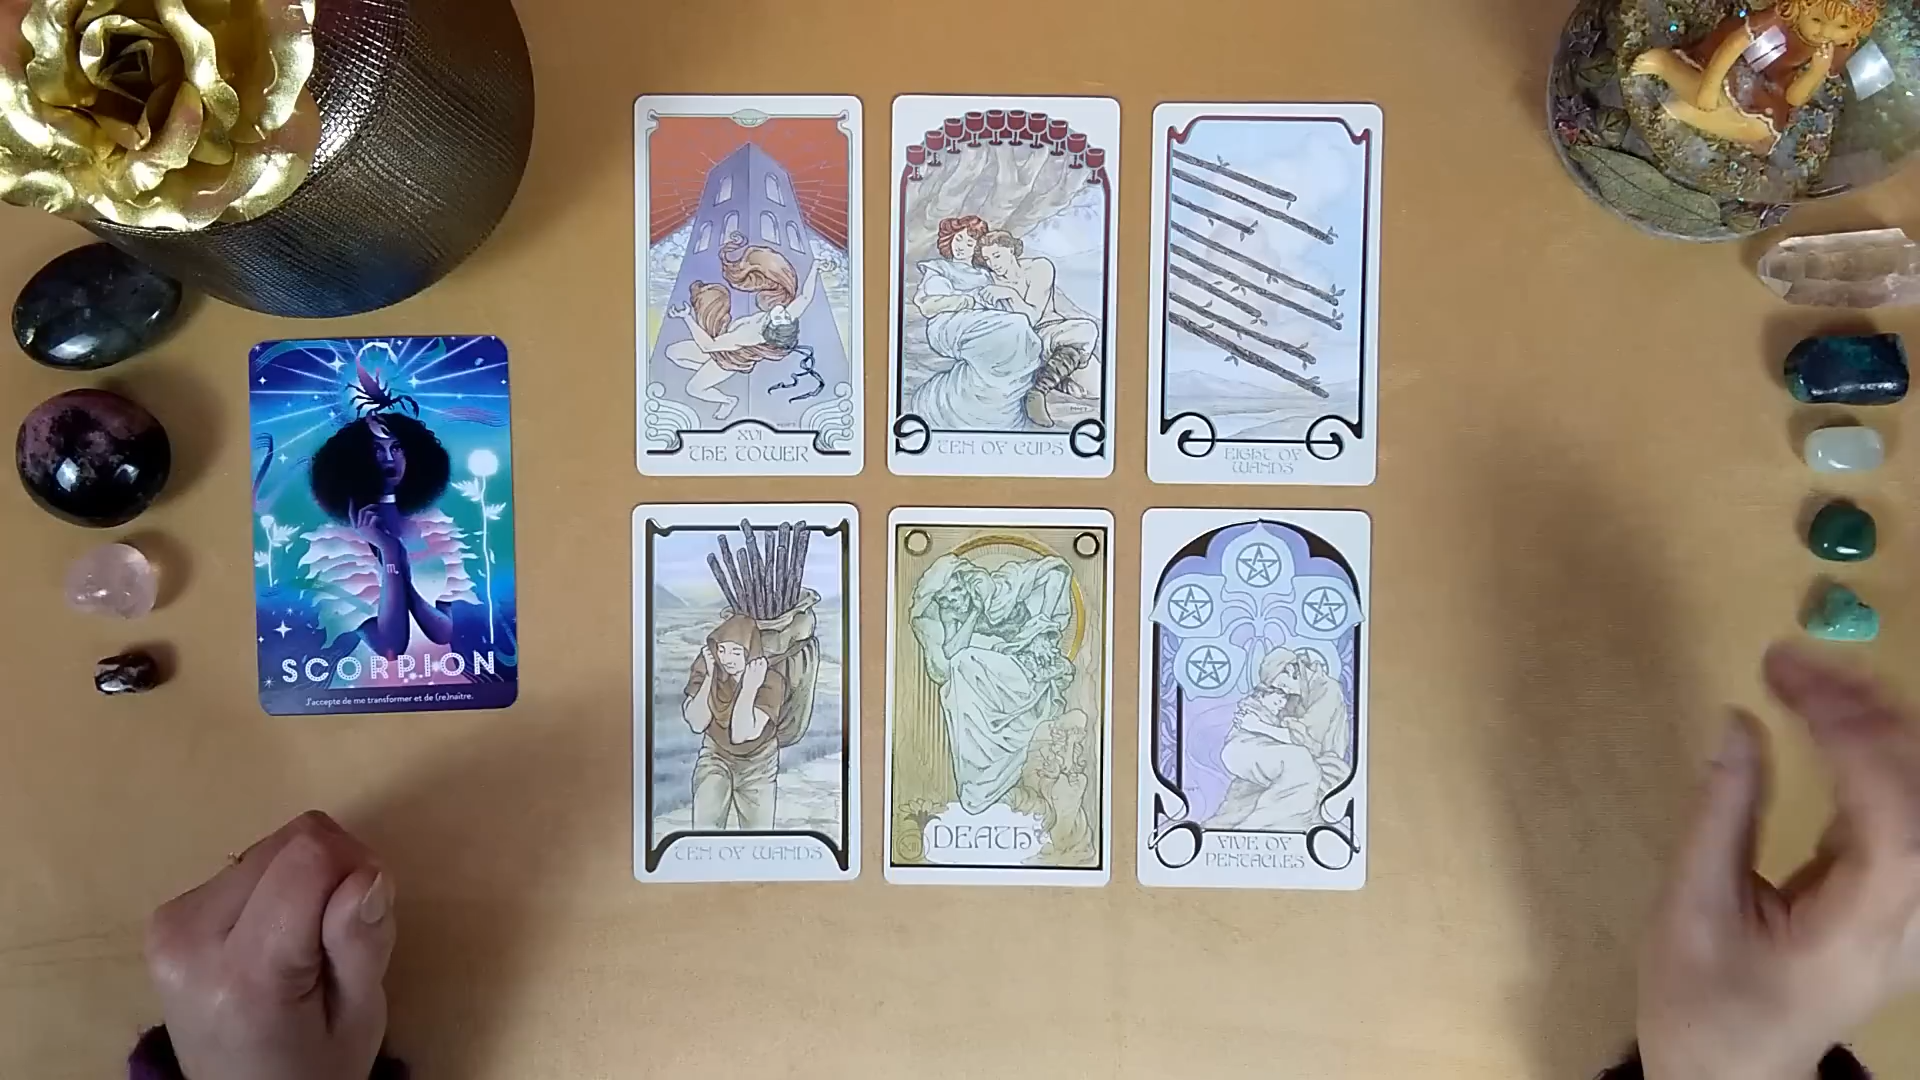 XVI
THE TOWER
TEN OF CUPS
EIGHT OF
WANDS
SCORPION
J'accepte de me transformer et de (re)naître.
TEN OF WANDS
XIII
DEATH
FIVE OF
PENTACLES